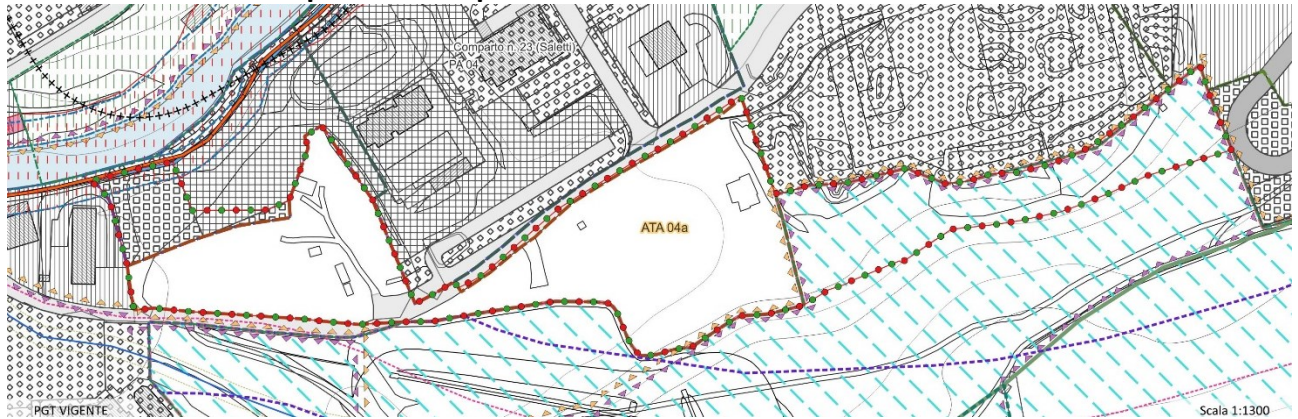 Comparto n. 23 (Saletti)
PA 04
ATA 04a
PGT VIGENTE
Scala 1:1300